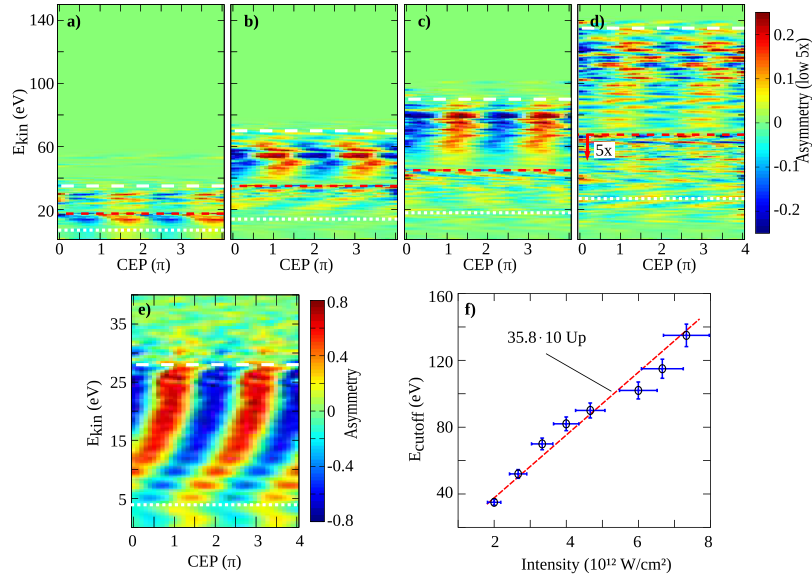 a)
b)
c)
d)
150
140
100
60
20
E_kin (eV)
0 1 2 3
0 1 2 3
0 1 2 3
0 1 2 3 4
CEP (π)
CEP (π)
CEP (π)
CEP (π)
5x
0.2
0.1
0
-0.1
-0.2
Asymmetry (low 5x)
e)
35
25
15
5
E_kin (eV)
0 1 2 3 4
CEP (π)
0.8
0.4
0
-0.4
-0.8
Asymmetry
f)
35.8·10 Up
160
120
80
40
E_cutoff (eV)
2 4 6 8
Intensity (10¹² W/cm²)